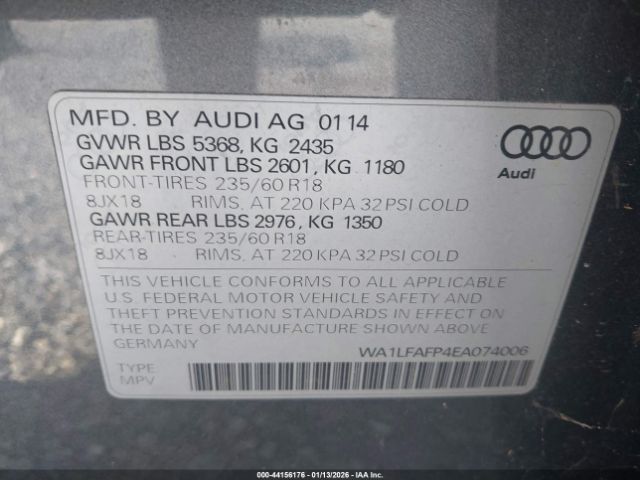 MFD. BY AUDI AG 0114
GVWR LBS 5368, KG 2435
GAWR FRONT LBS 2601, KG 1180
FRONT-TIRES 235/60 R18
8JX18 RIMS, AT 220 KPA 32 PSI COLD
GAWR REAR LBS 2976, KG 1350
REAR-TIRES 235/60 R18
8JX18 RIMS, AT 220 KPA 32 PSI COLD
Audi
THIS VEHICLE CONFORMS TO ALL APPLICABLE
U.S. FEDERAL MOTOR VEHICLE SAFETY AND
THEFT PREVENTION STANDARDS IN EFFECT ON
THE DATE OF MANUFACTURE SHOWN ABOVE.
GERMANY
WA1LFAFP4EA074006
TYPE
MPV
000-44156176 - 01/13/2026 - IAA Inc.